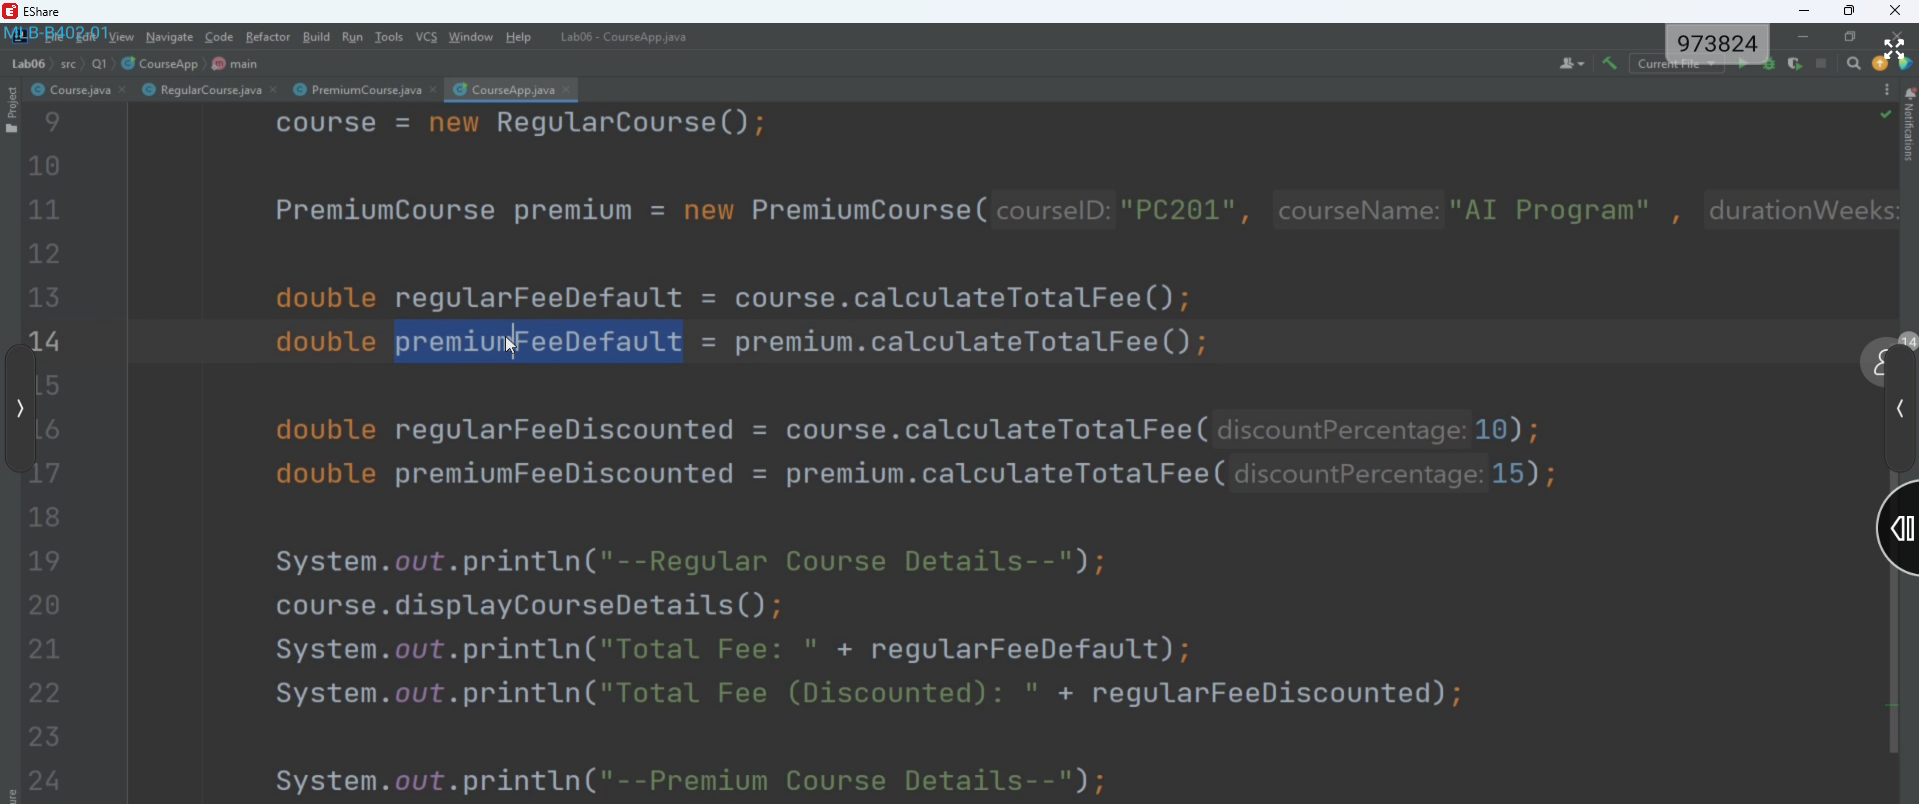 EShare
MLB-B402-01
File Edit View Navigate Code Refactor Build Run Tools VCS Window Help Lab06 - CourseApp.java
973824
Lab06 src Q1 CourseApp main
Current File
Course.java RegularCourse.java PremiumCourse.java CourseApp.java
Project
Notifications
9 course = new RegularCourse();
10
11 PremiumCourse premium = new PremiumCourse( courseID: "PC201", courseName: "AI Program" , durationWeeks:
12
13 double regularFeeDefault = course.calculateTotalFee();
14 double premiumFeeDefault = premium.calculateTotalFee();
14
15
16 double regularFeeDiscounted = course.calculateTotalFee( discountPercentage: 10);
17 double premiumFeeDiscounted = premium.calculateTotalFee( discountPercentage: 15);
18
19 System.out.println("--Regular Course Details--");
20 course.displayCourseDetails();
21 System.out.println("Total Fee: " + regularFeeDefault);
22 System.out.println("Total Fee (Discounted): " + regularFeeDiscounted);
23
24 System.out.println("--Premium Course Details--");